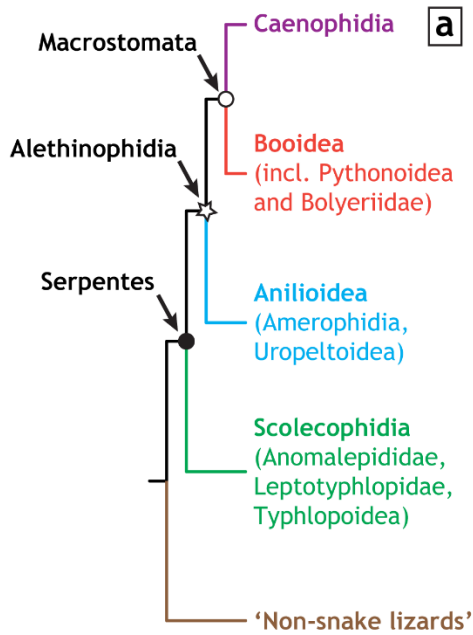 Caenophidia
a
Macrostomata
Booidea
(incl. Pythonoidea
and Bolyeriidae)
Alethinophidia
Anilioidea
(Amerophidia,
Uropeltoidea)
Serpentes
Scolecophidia
(Anomalepididae,
Leptotyphlopidae,
Typhlopoidea)
‘Non-snake lizards’